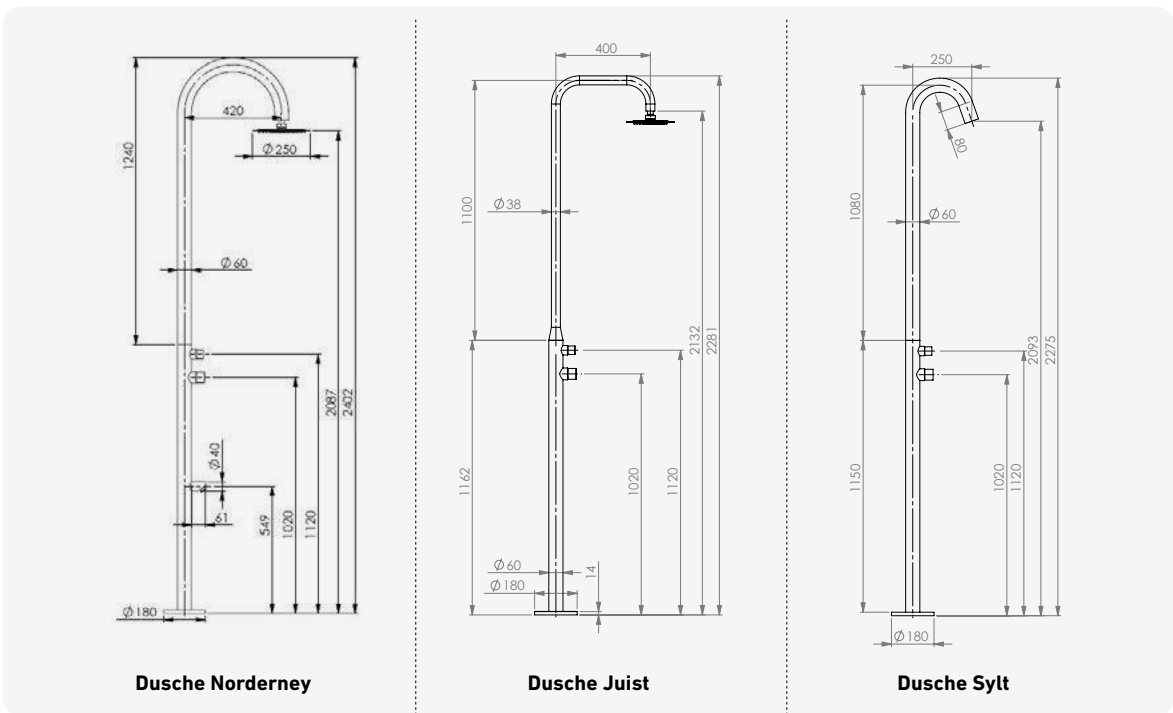 420
Ø 250
1240
Ø 60
Ø 40
61
549
1020
1120
2087
2402
Ø 180
Dusche Norderney
400
1100
Ø 38
2132
2281
1162
1020
1120
Ø 60
Ø 180
14
Dusche Juist
250
80
1080
Ø 60
2093
2275
1150
1020
1120
Ø 180
Dusche Sylt